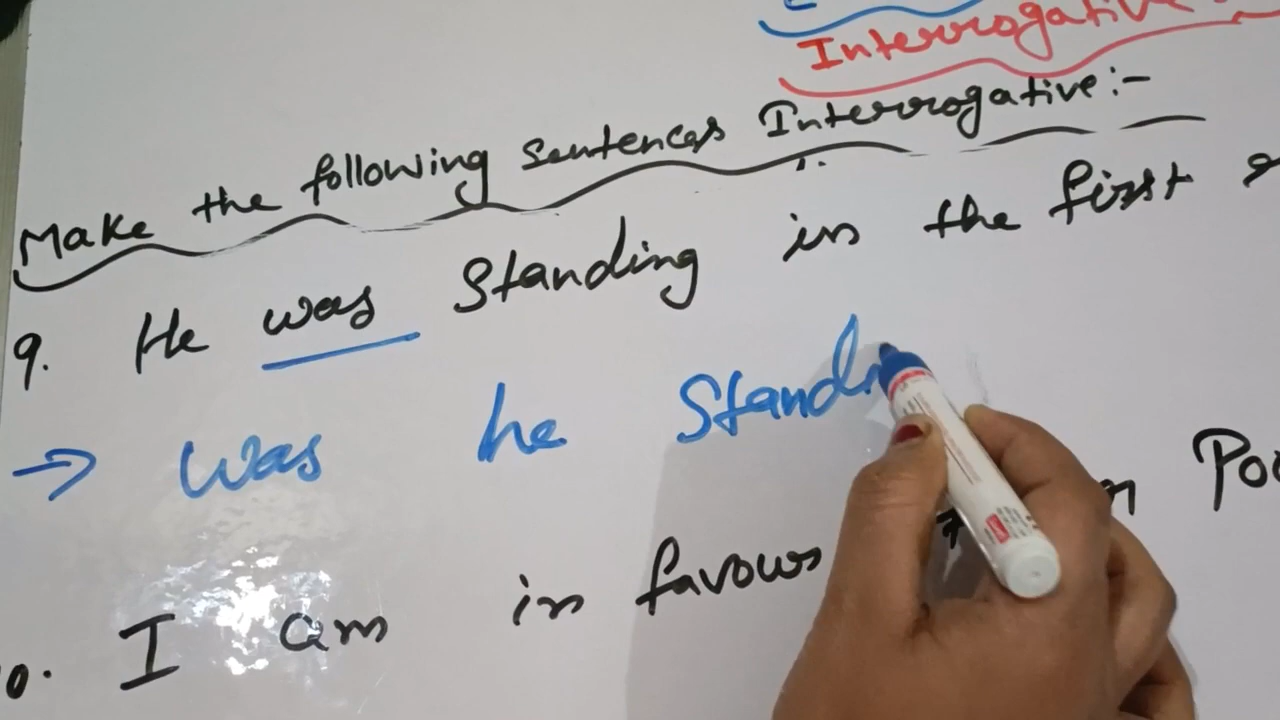 Interrogative:
Make the following Sentences Interrogative:-
9. He was Standing in the first
→ Was he Standi
10. I am in favour Poo